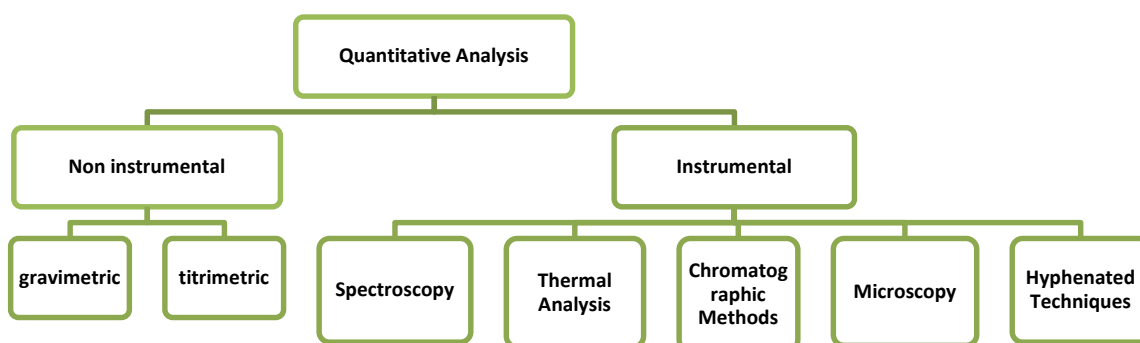 Quantitative Analysis
Non instrumental
Instrumental
gravimetric
titrimetric
Spectroscopy
Thermal
Analysis
Chromatog
raphic
Methods
Microscopy
Hyphenated
Techniques